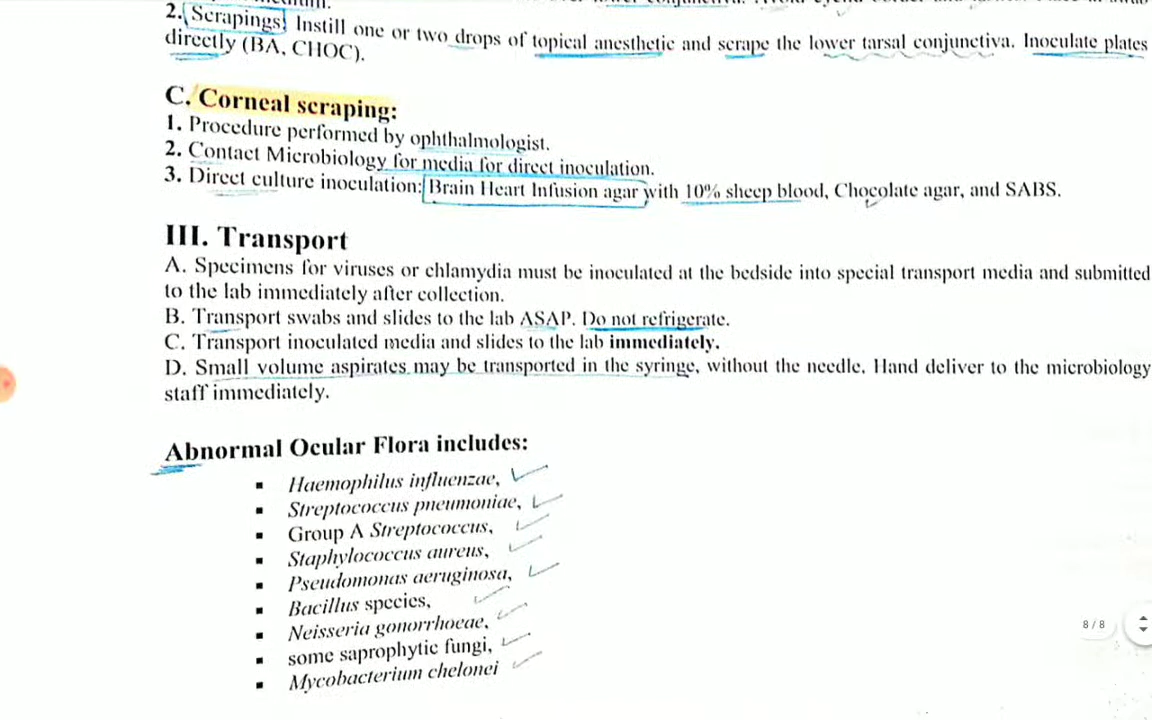 2. Scrapings: Instill one or two drops of topical anesthetic and scrape the lower tarsal conjunctiva. Inoculate plates
directly (BA, CHOC).
C. Corneal scraping:
1. Procedure performed by ophthalmologist.
2. Contact Microbiology for media for direct inoculation.
3. Direct culture inoculation: Brain Heart Infusion agar with 10% sheep blood, Chocolate agar, and SABS.
III. Transport
A. Specimens for viruses or chlamydia must be inoculated at the bedside into special transport media and submitted
to the lab immediately after collection.
B. Transport swabs and slides to the lab ASAP. Do not refrigerate.
C. Transport inoculated media and slides to the lab immediately.
D. Small volume aspirates may be transported in the syringe, without the needle. Hand deliver to the microbiology
staff immediately.
Abnormal Ocular Flora includes:
▪ Haemophilus influenzae,
▪ Streptococcus pneumoniae,
▪ Group A Streptococcus,
▪ Staphylococcus aureus,
▪ Pseudomonas aeruginosa,
▪ Bacillus species,
▪ Neisseria gonorrhoeae,
▪ some saprophytic fungi,
▪ Mycobacterium chelonei
8 / 8